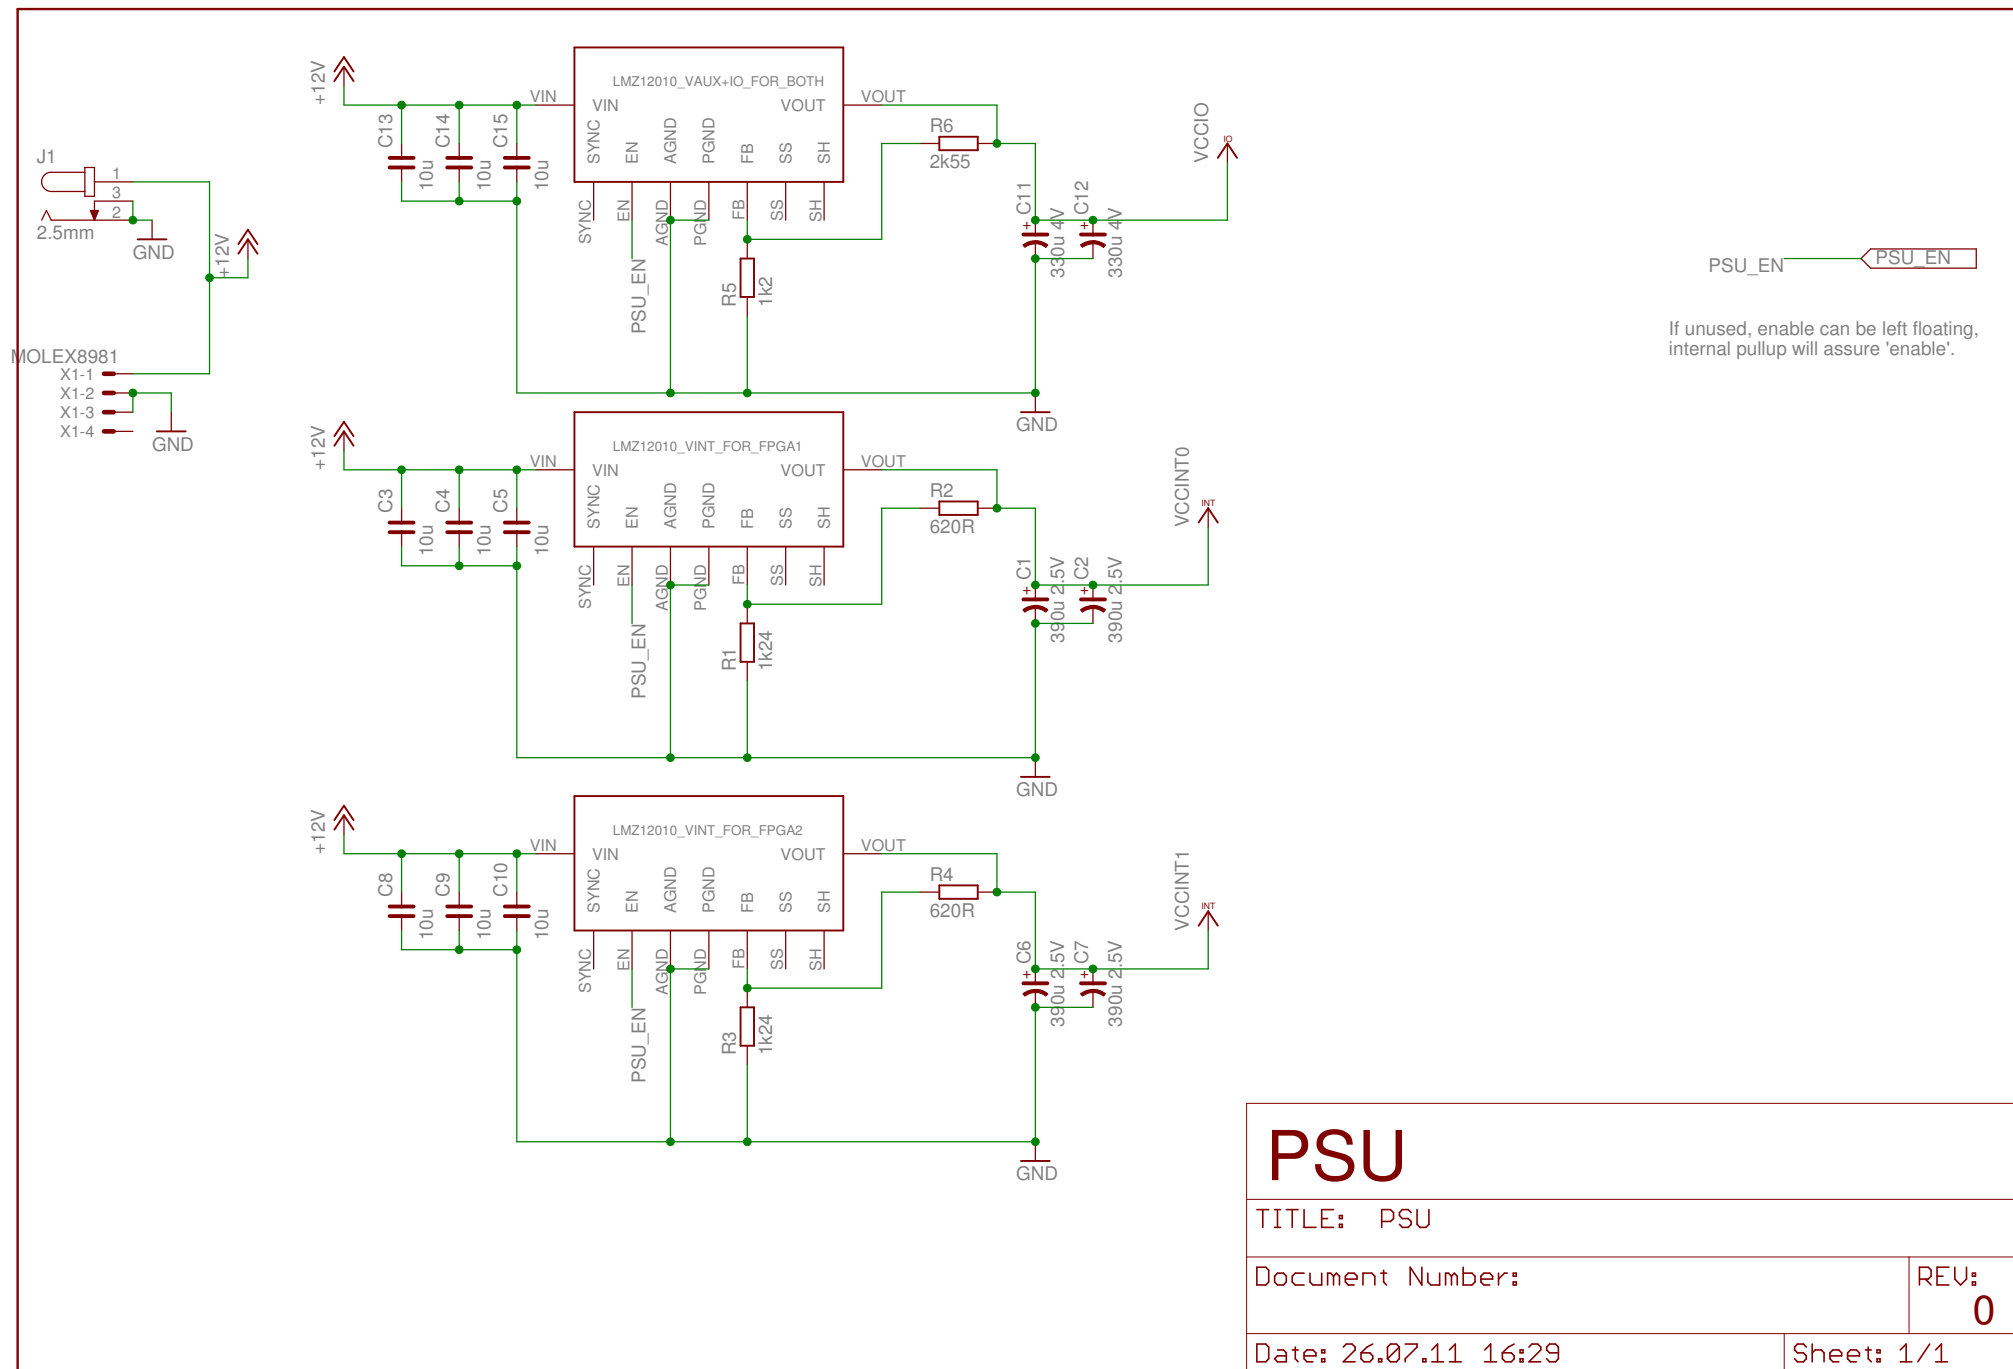 J1
1
3
2
2.5mm
GND
+12V
MOLEX8981
X1-1
X1-2
X1-3
X1-4
GND
+12V
C13
10u
C14
10u
C15
10u
VIN
LMZ12010_VAUX+IO_FOR_BOTH
VIN
VOUT
SYNC
EN
AGND
PGND
FB
SS
SH
VOUT
SYNC
EN
AGND
PGND
FB
SS
SH
PSU_EN
R5
1k2
R6
2k55
C11
330u 4V
C12
330u 4V
VCCIO
IO
GND
PSU_EN
PSU_EN
If unused, enable can be left floating,
internal pullup will assure 'enable'.
+12V
C3
10u
C4
10u
C5
10u
VIN
LMZ12010_VINT_FOR_FPGA1
VIN
VOUT
SYNC
EN
AGND
PGND
FB
SS
SH
VOUT
SYNC
EN
AGND
PGND
FB
SS
SH
PSU_EN
R1
1k24
R2
620R
C1
390u 2.5V
C2
390u 2.5V
VCCINT0
INT
GND
+12V
C8
10u
C9
10u
C10
10u
VIN
LMZ12010_VINT_FOR_FPGA2
VIN
VOUT
SYNC
EN
AGND
PGND
FB
SS
SH
VOUT
SYNC
EN
AGND
PGND
FB
SS
SH
PSU_EN
R3
1k24
R4
620R
C6
390u 2.5V
C7
390u 2.5V
VCCINT1
INT
GND
PSU
TITLE: PSU
Document Number:
REV:
0
Date: 26.07.11 16:29
Sheet: 1/1